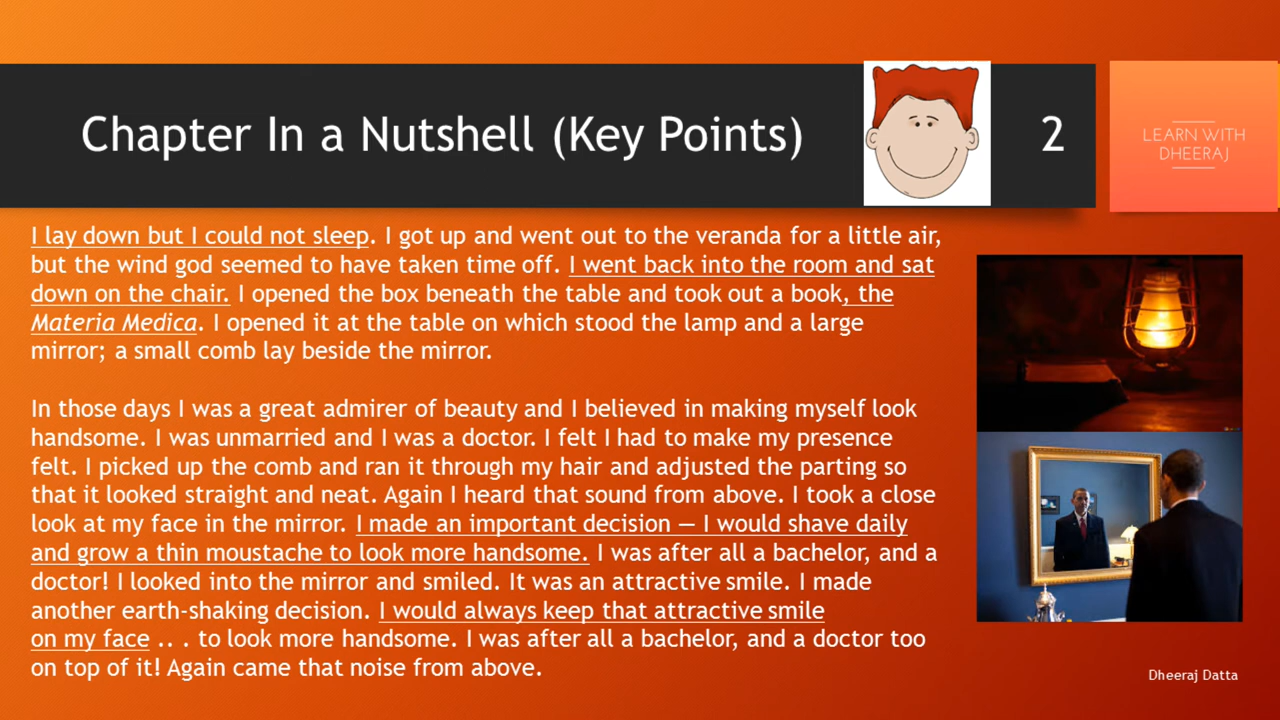 Chapter In a Nutshell (Key Points)
2
LEARN WITH
DHEERAJ
I lay down but I could not sleep. I got up and went out to the veranda for a little air,
but the wind god seemed to have taken time off. I went back into the room and sat
down on the chair. I opened the box beneath the table and took out a book, the
Materia Medica. I opened it at the table on which stood the lamp and a large
mirror; a small comb lay beside the mirror.
In those days I was a great admirer of beauty and I believed in making myself look
handsome. I was unmarried and I was a doctor. I felt I had to make my presence
felt. I picked up the comb and ran it through my hair and adjusted the parting so
that it looked straight and neat. Again I heard that sound from above. I took a close
look at my face in the mirror. I made an important decision — I would shave daily
and grow a thin moustache to look more handsome. I was after all a bachelor, and a
doctor! I looked into the mirror and smiled. It was an attractive smile. I made
another earth-shaking decision. I would always keep that attractive smile
on my face .. . to look more handsome. I was after all a bachelor, and a doctor too
on top of it! Again came that noise from above.
Dheeraj Datta